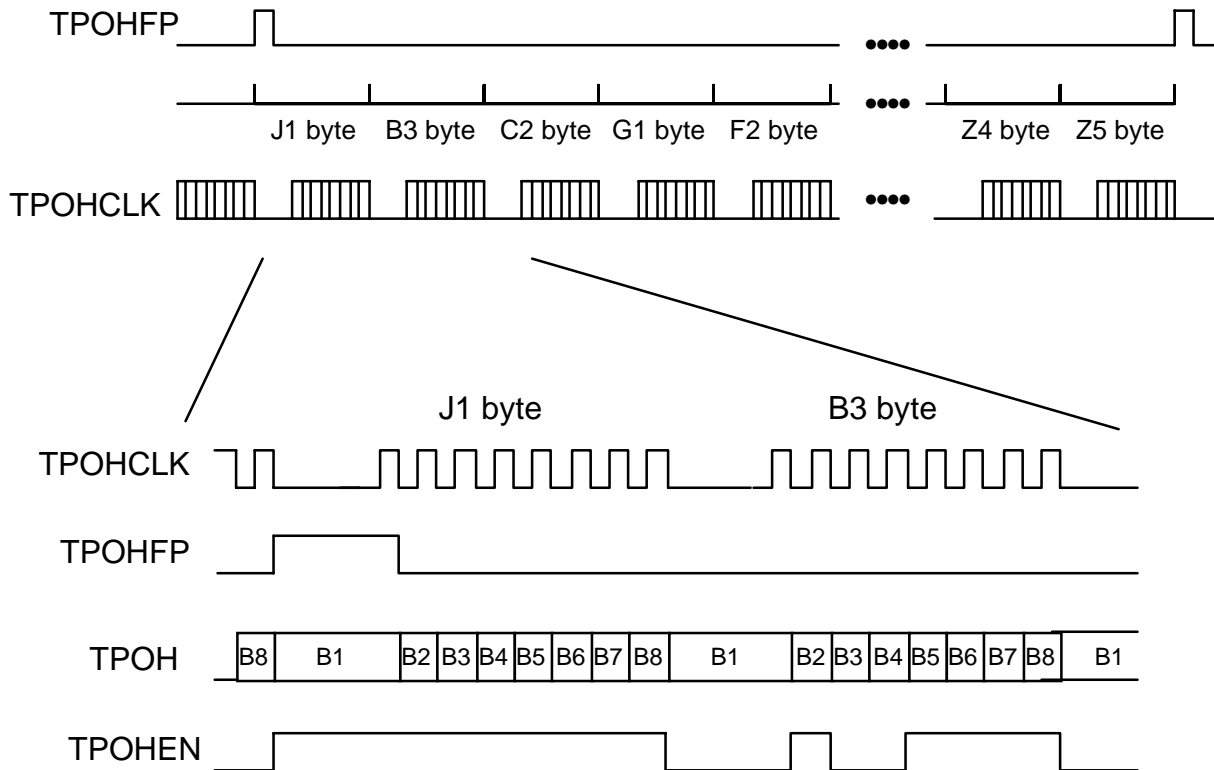 TPOHFP
J1 byte B3 byte C2 byte G1 byte F2 byte Z4 byte Z5 byte
TPOHCLK
J1 byte B3 byte
TPOHCLK
TPOHFP
TPOH B8 B1 B2 B3 B4 B5 B6 B7 B8 B1 B2 B3 B4 B5 B6 B7 B8 B1
TPOHEN